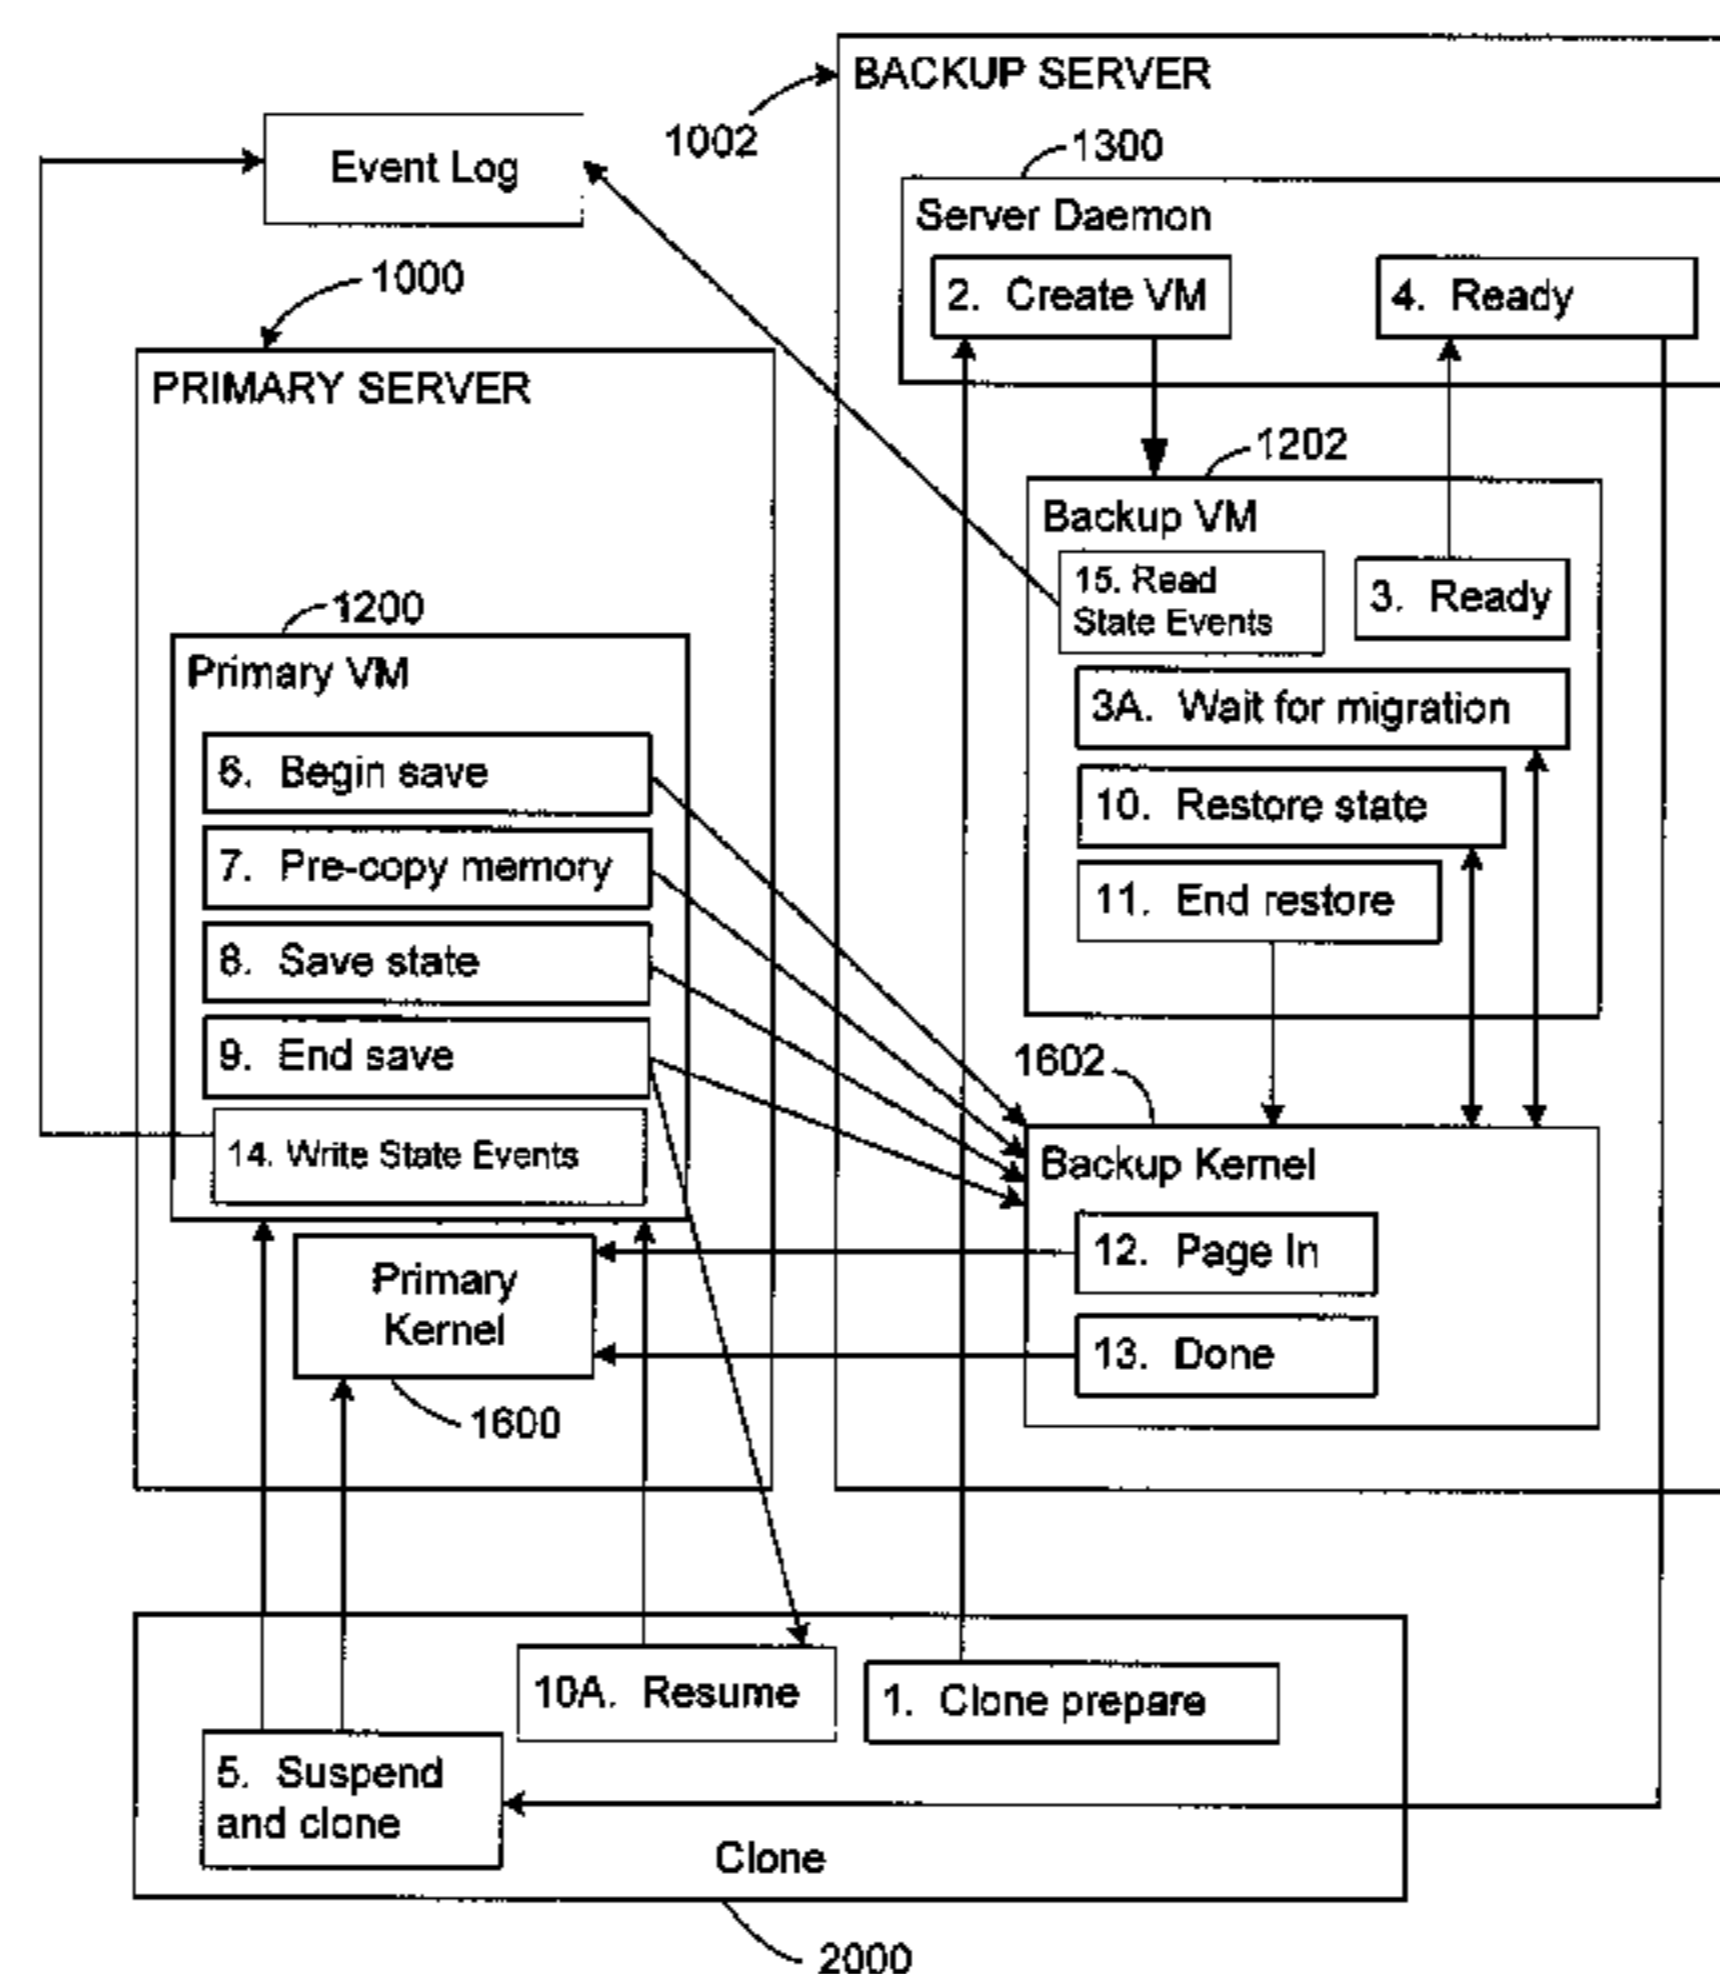 BACKUP SERVER
1002
1300
Event Log
Server Daemon
2. Create VM
4. Ready
1000
PRIMARY SERVER
1202
Backup VM
15. Read
State Events
3. Ready
1200
Primary VM
3A. Wait for migration
6. Begin save
10. Restore state
7. Pre-copy memory
11. End restore
8. Save state
9. End save
1602
14. Write State Events
Backup Kernel
12. Page In
Primary
Kernel
13. Done
1600
10A. Resume
1. Clone prepare
5. Suspend
and clone
Clone
2000